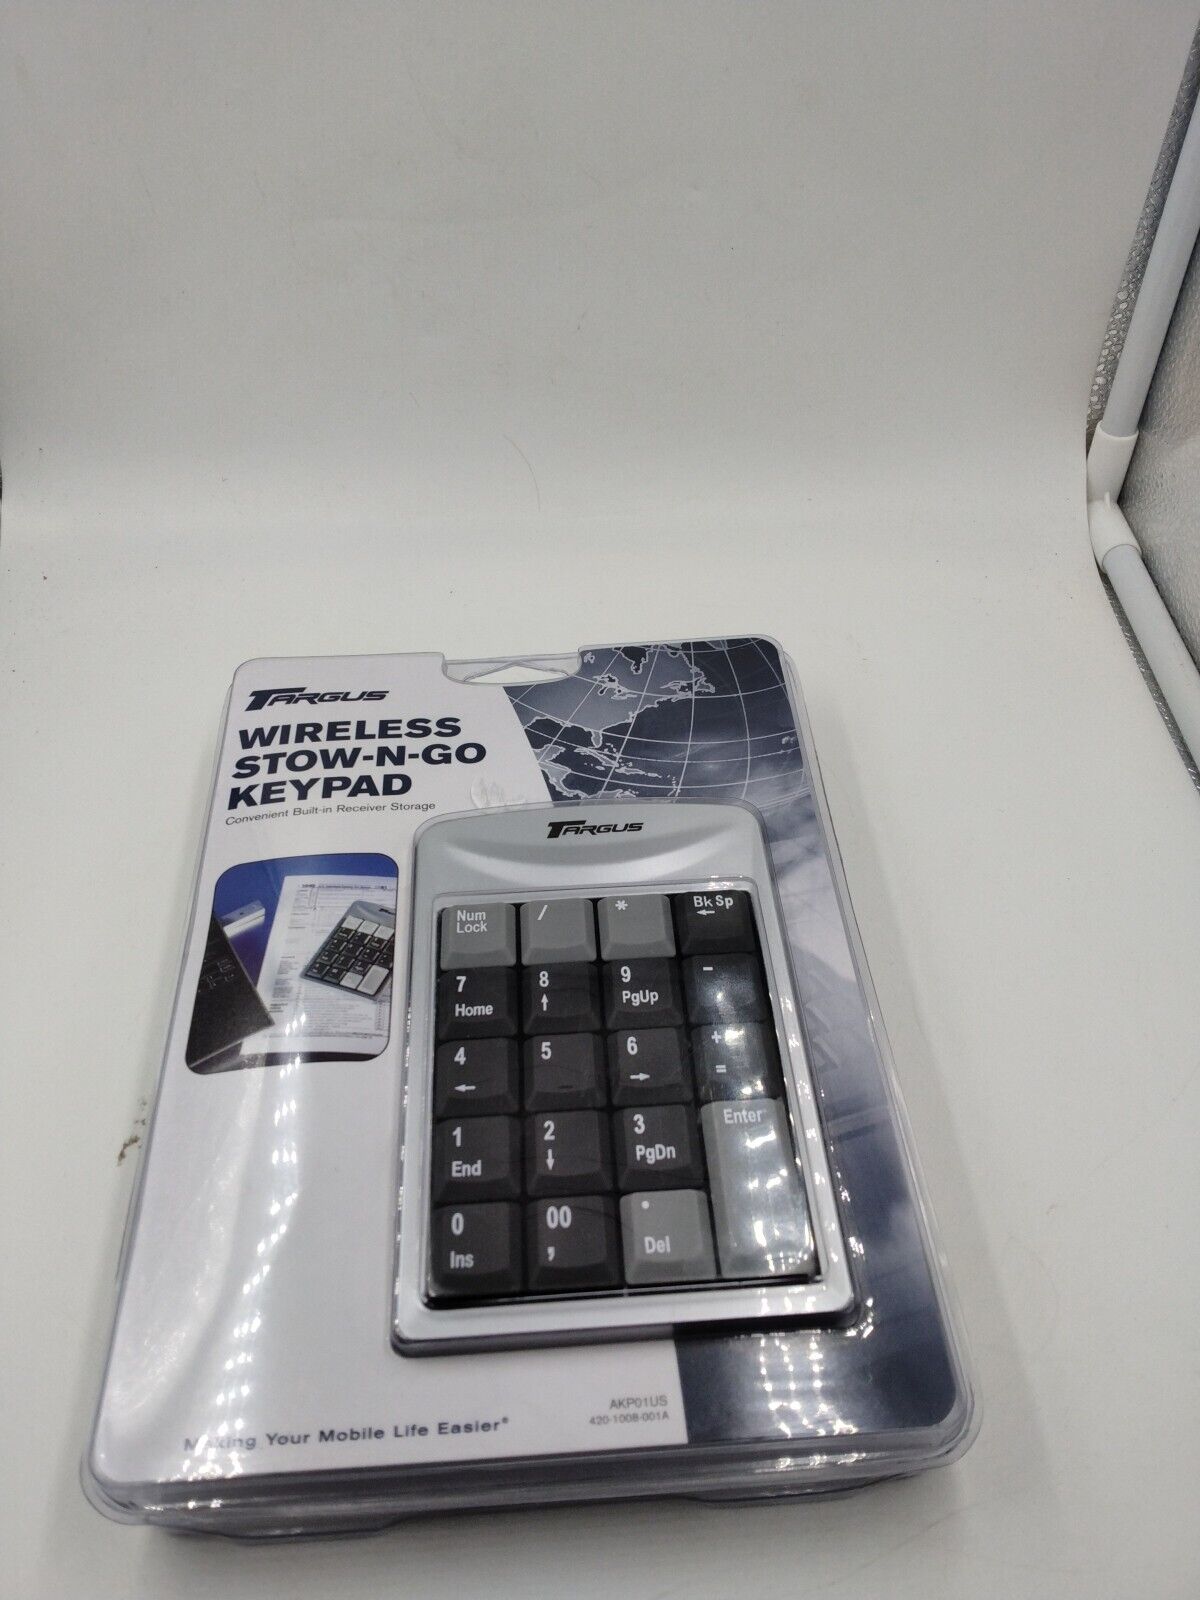 TARGUS
WIRELESS
STOW-N-GO
KEYPAD
Convenient Built-in Receiver Storage
TARGUS
Num
Lock
/
*
Bk Sp
←
7
Home
8
↑
9
PgUp
-
4
←
5
6
→
+
=
1
End
2
↓
3
PgDn
Enter
0
Ins
00
,
.
Del
AKP01US
420-1008-001A
Making Your Mobile Life Easier®